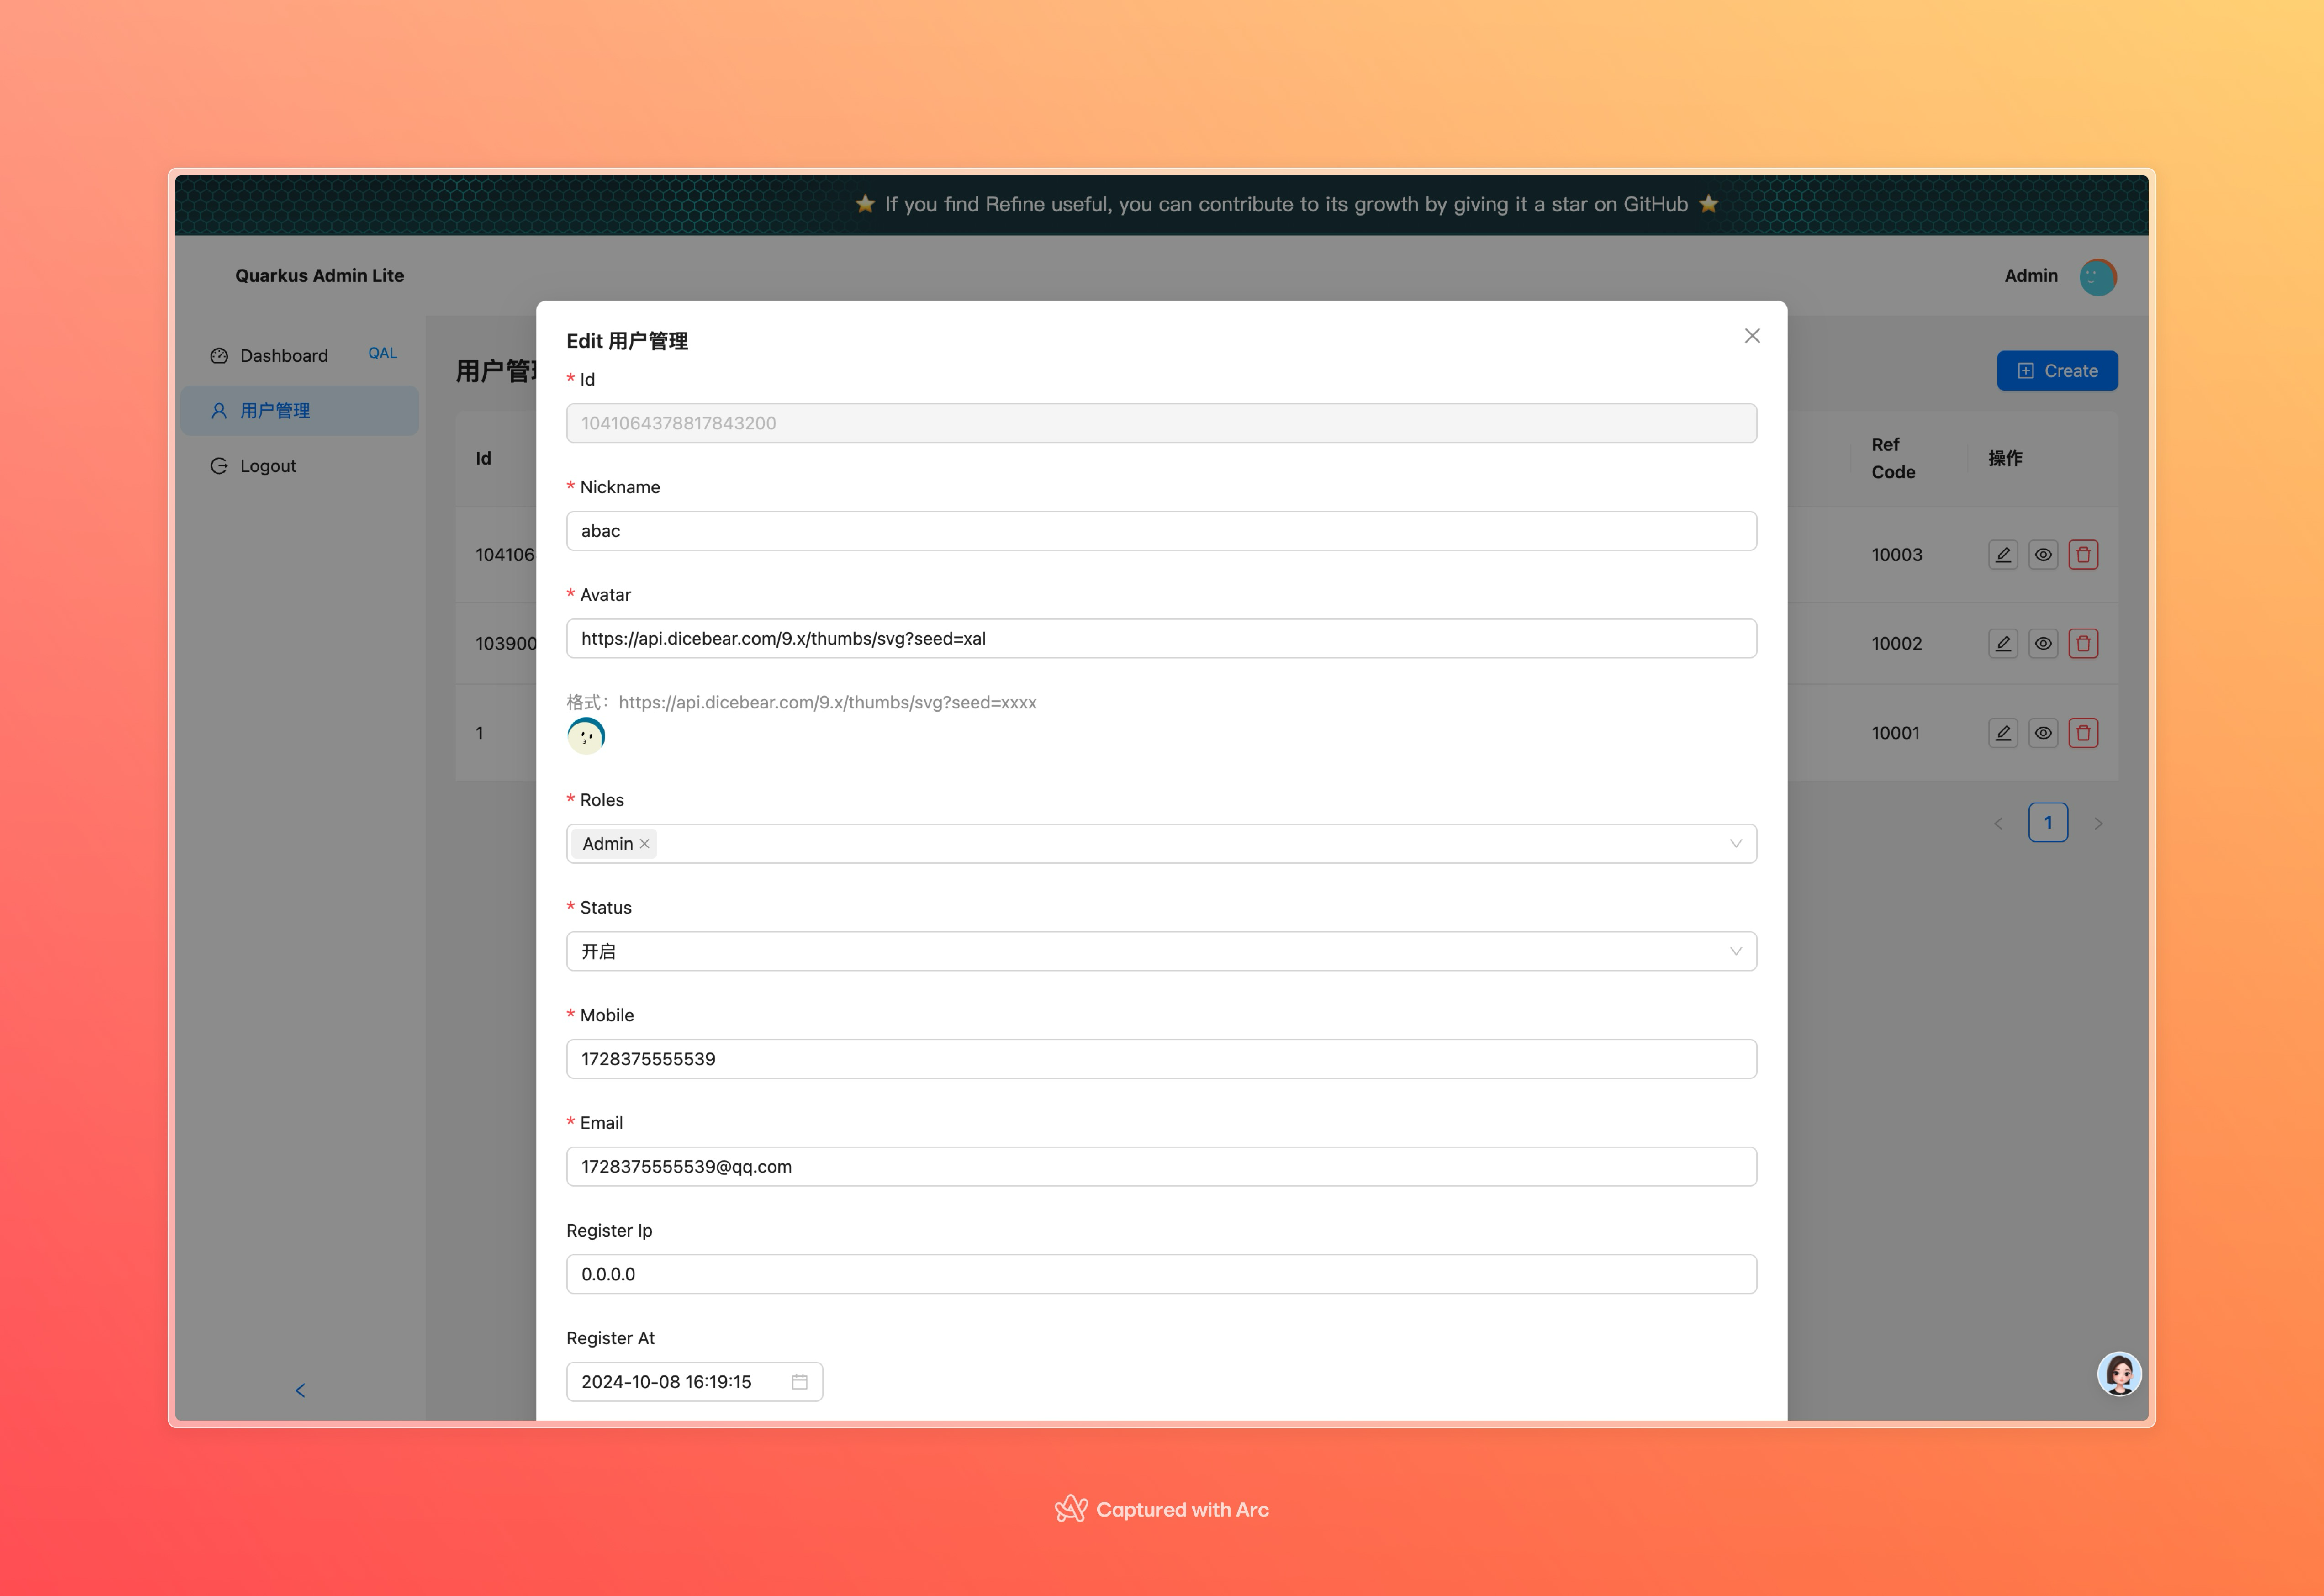 ⭐ If you find Refine useful, you can contribute to its growth by giving it a star on GitHub ⭐
Quarkus Admin Lite
Admin
Dashboard QAL
用户管理
Logout
用户管
Create
Id
Ref Code
操作
10003
10002
1
10001
1
Edit 用户管理
* Id
1041064378817843200
* Nickname
abac
* Avatar
https://api.dicebear.com/9.x/thumbs/svg?seed=xal
格式：https://api.dicebear.com/9.x/thumbs/svg?seed=xxxx
* Roles
Admin
* Status
开启
* Mobile
1728375555539
* Email
1728375555539@qq.com
Register Ip
0.0.0.0
Register At
2024-10-08 16:19:15
Captured with Arc